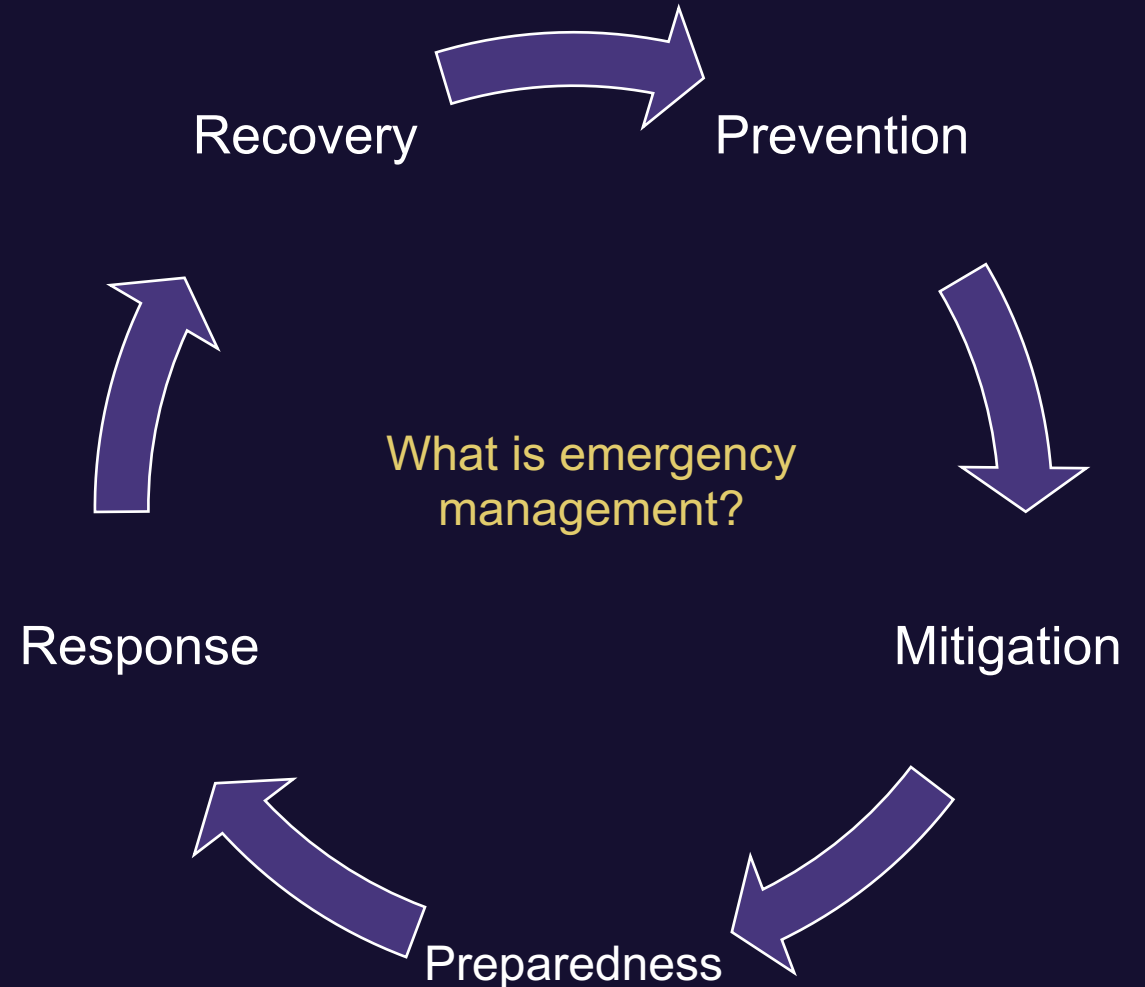 Recovery
Prevention
What is emergency
management?
Response
Mitigation
Preparedness